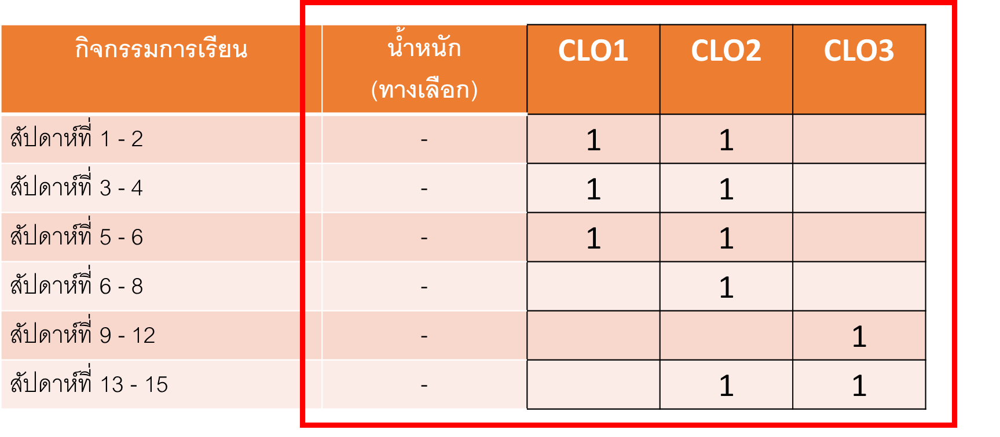 กิจกรรมการเรียน น้ำหนัก CLO1 CLO2 CLO3
(ทางเลือก)
สัปดาห์ที่ 1 - 2 - 1 1
สัปดาห์ที่ 3 - 4 - 1 1
สัปดาห์ที่ 5 - 6 - 1 1
สัปดาห์ที่ 6 - 8 - 1
สัปดาห์ที่ 9 - 12 - 1
สัปดาห์ที่ 13 - 15 - 1 1